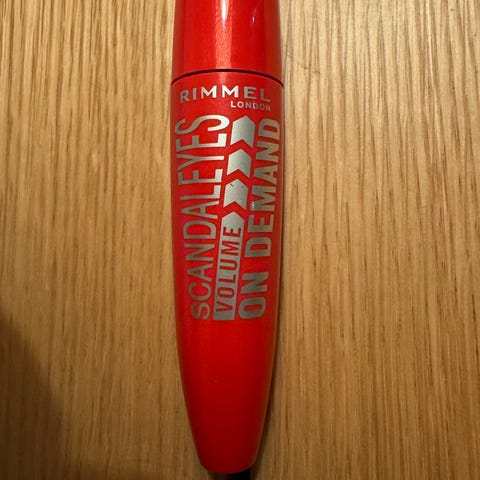 RIMMEL
LONDON
SCANDALEYES
VOLUME
ON DEMAND